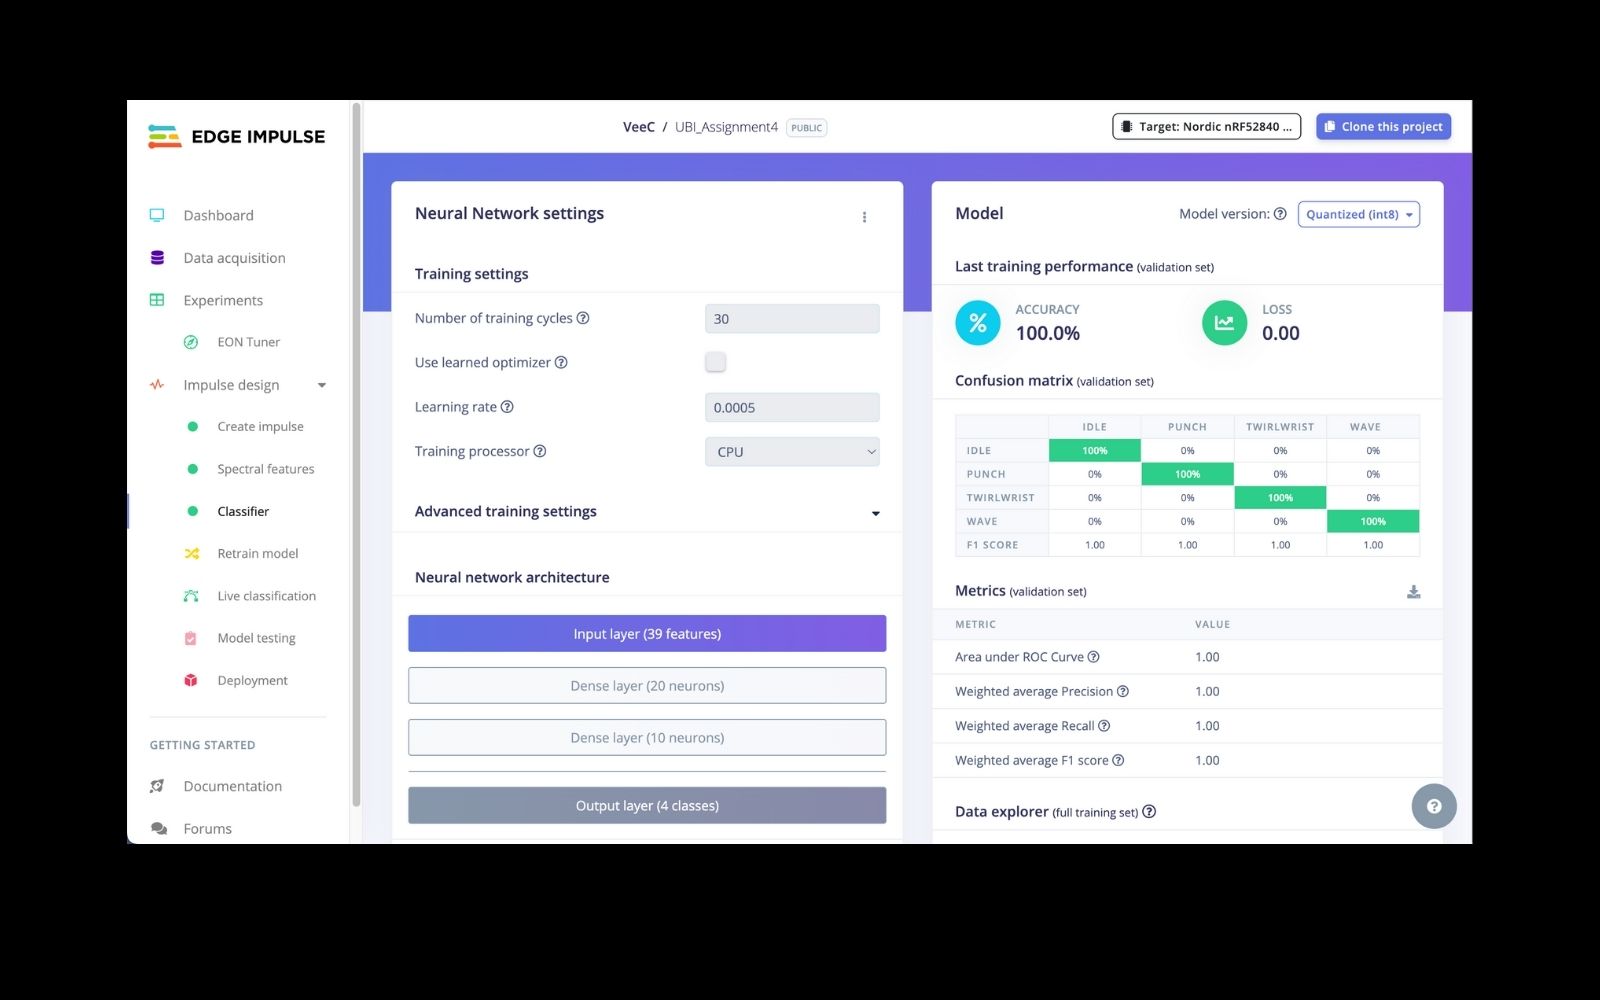 EDGE IMPULSE
Dashboard
Data acquisition
Experiments
EON Tuner
Impulse design
Create impulse
Spectral features
Classifier
Retrain model
Live classification
Model testing
Deployment
GETTING STARTED
Documentation
Forums
VeeC / UBI_Assignment4 PUBLIC
Target: Nordic nRF52840 ...
Clone this project
Neural Network settings
Training settings
Number of training cycles ? 30
Use learned optimizer ?
Learning rate ? 0.0005
Training processor ? CPU
Advanced training settings
Neural network architecture
Input layer (39 features)
Dense layer (20 neurons)
Dense layer (10 neurons)
Output layer (4 classes)
Model
Model version: ? Quantized (int8)
Last training performance (validation set)
% ACCURACY
100.0%
LOSS
0.00
Confusion matrix (validation set)
IDLE PUNCH TWIRLWRIST WAVE
IDLE 100% 0% 0% 0%
PUNCH 0% 100% 0% 0%
TWIRLWRIST 0% 0% 100% 0%
WAVE 0% 0% 0% 100%
F1 SCORE 1.00 1.00 1.00 1.00
Metrics (validation set)
METRIC VALUE
Area under ROC Curve ? 1.00
Weighted average Precision ? 1.00
Weighted average Recall ? 1.00
Weighted average F1 score ? 1.00
Data explorer (full training set) ?
?